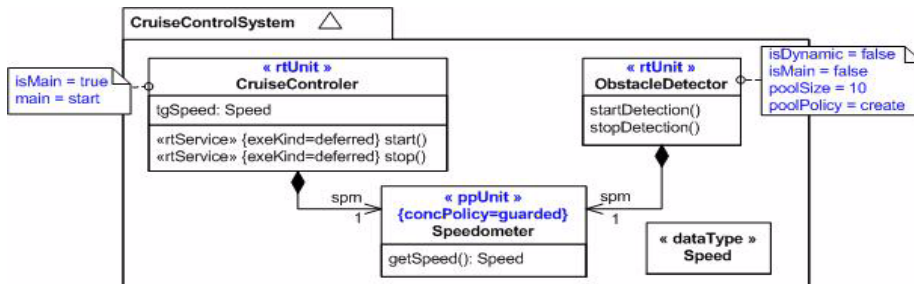 CruiseControlSystem
isMain = true
main = start
« rtUnit »
CruiseControler
tgSpeed: Speed
«rtService» {exeKind=deferred} start()
«rtService» {exeKind=deferred} stop()
« rtUnit »
ObstacleDetector
startDetection()
stopDetection()
isDynamic = false
isMain = false
poolSize = 10
poolPolicy = create
spm
1
« ppUnit »
{concPolicy=guarded}
Speedometer
getSpeed(): Speed
spm
1
« dataType »
Speed